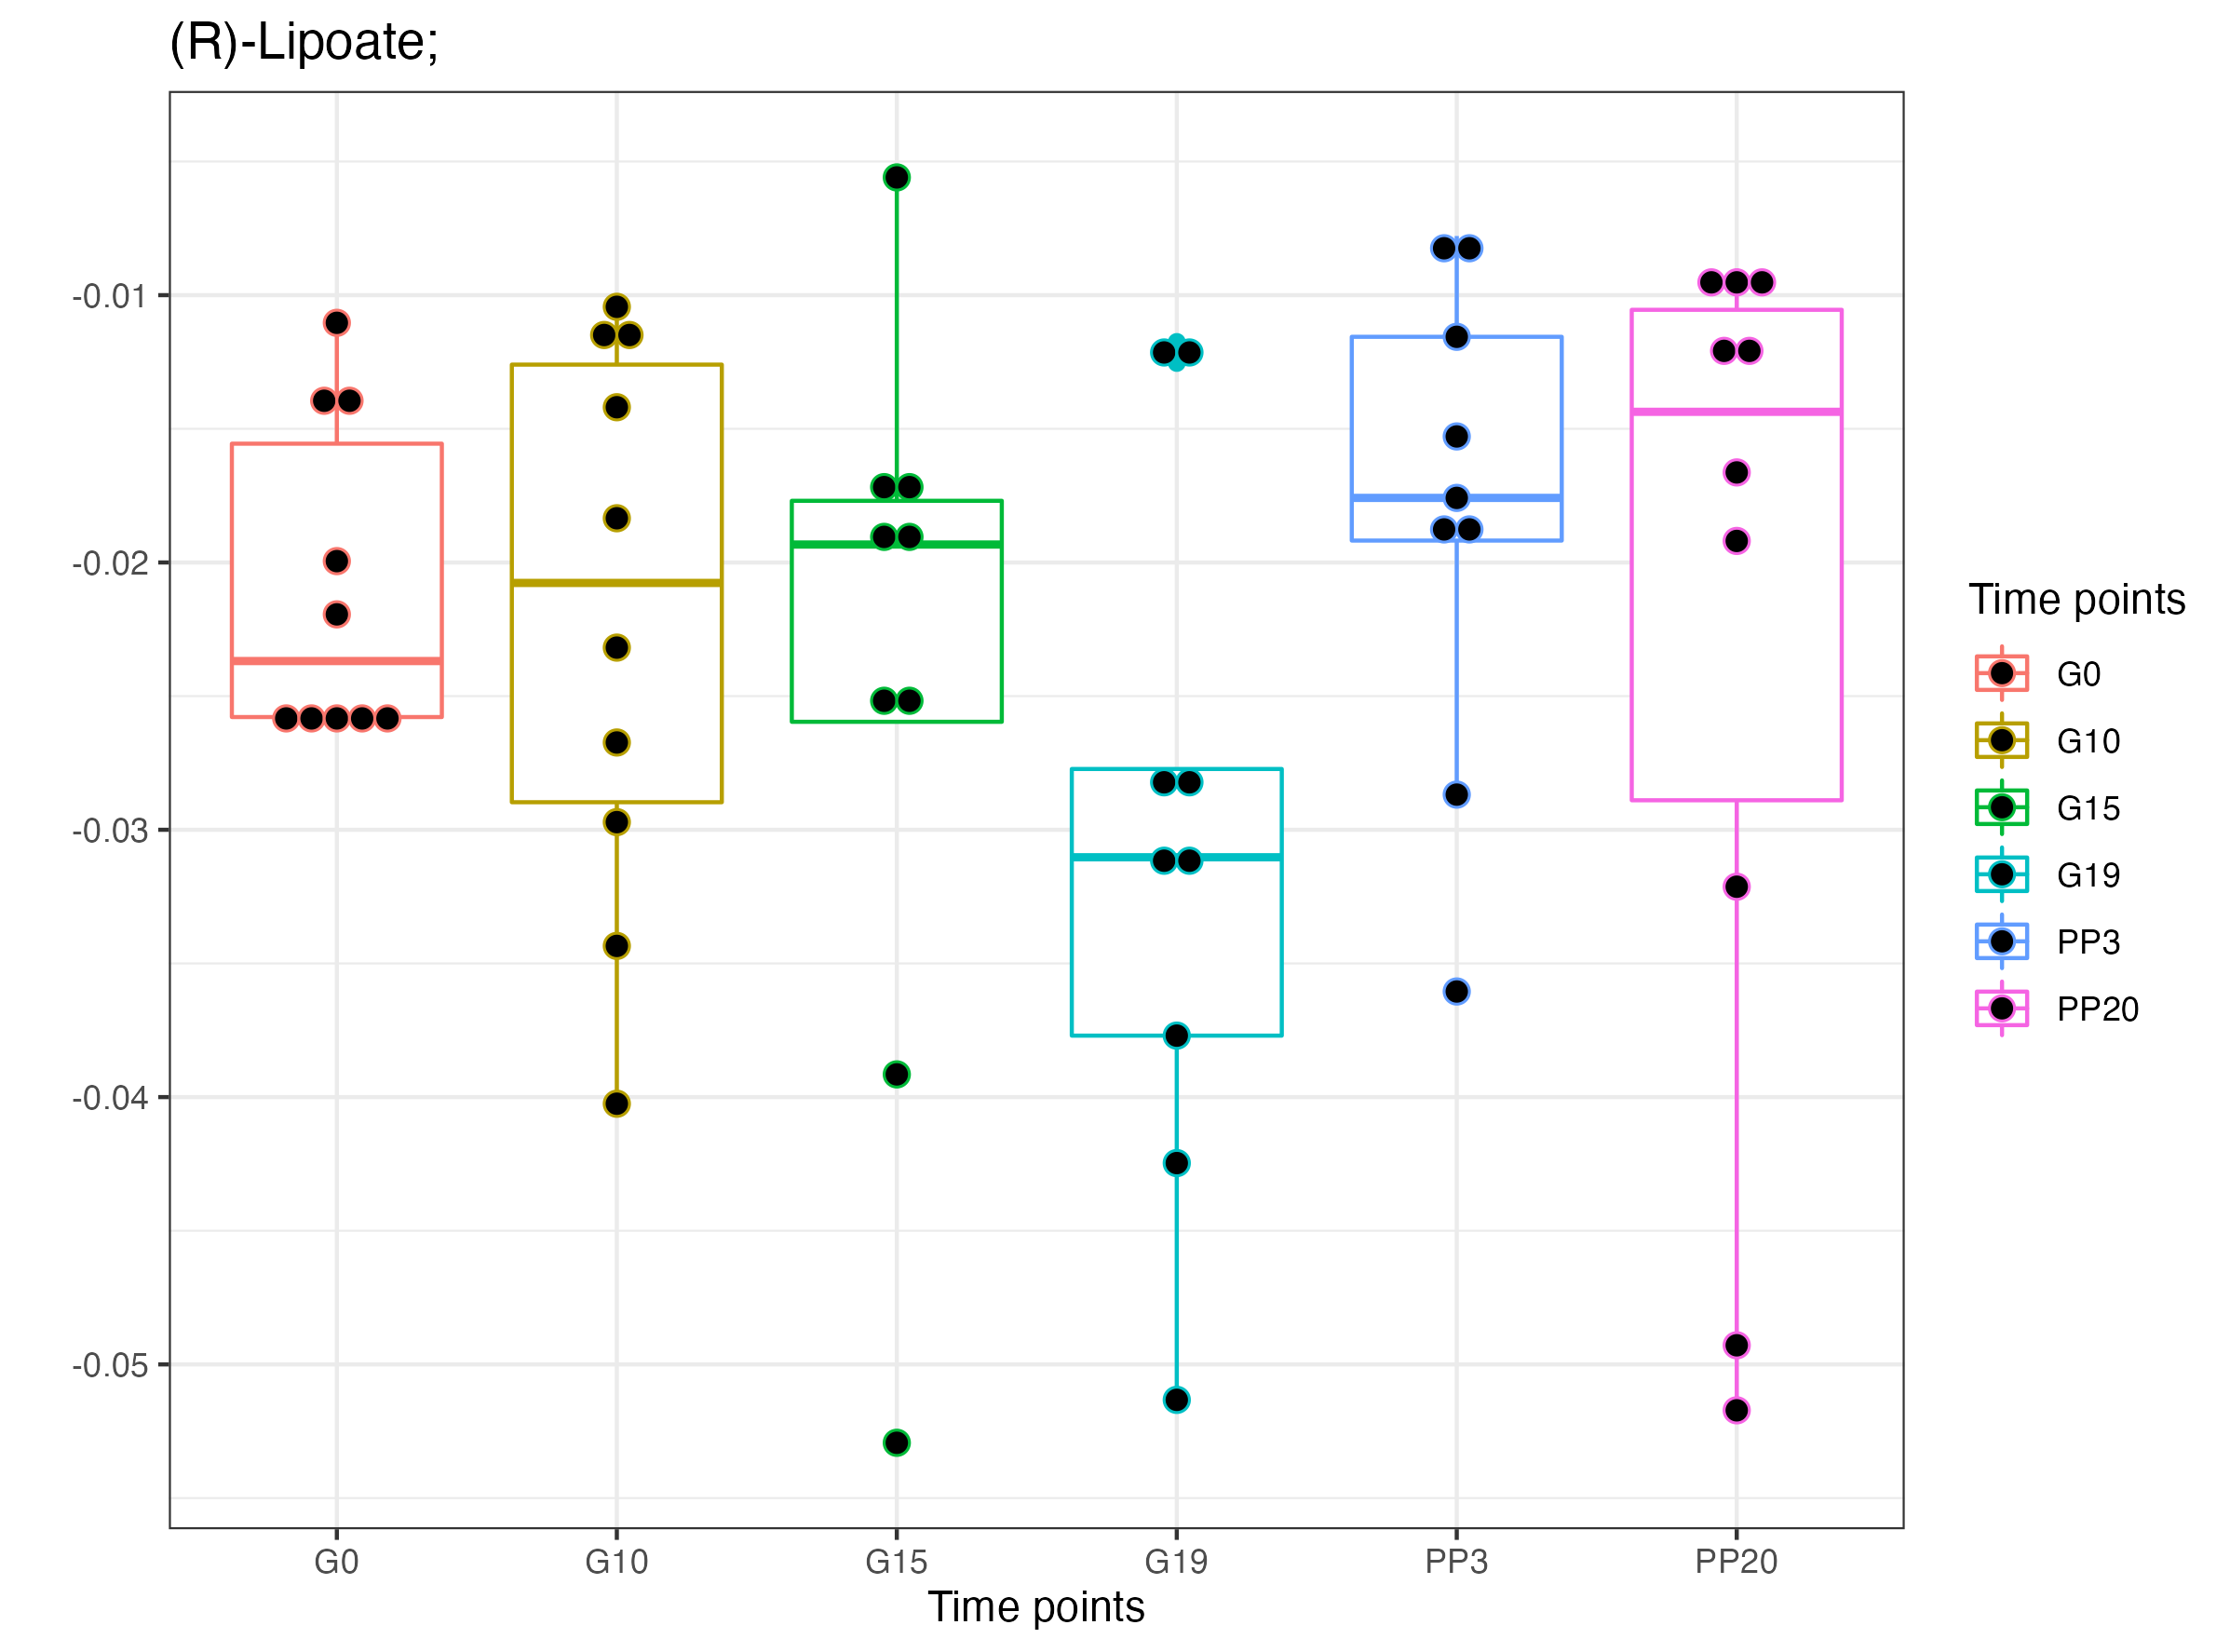 (R)-Lipoate;
-0.01
-0.02
-0.03
-0.04
-0.05
G0 G10 G15 G19 PP3 PP20
Time points
Time points
G0
G10
G15
G19
PP3
PP20